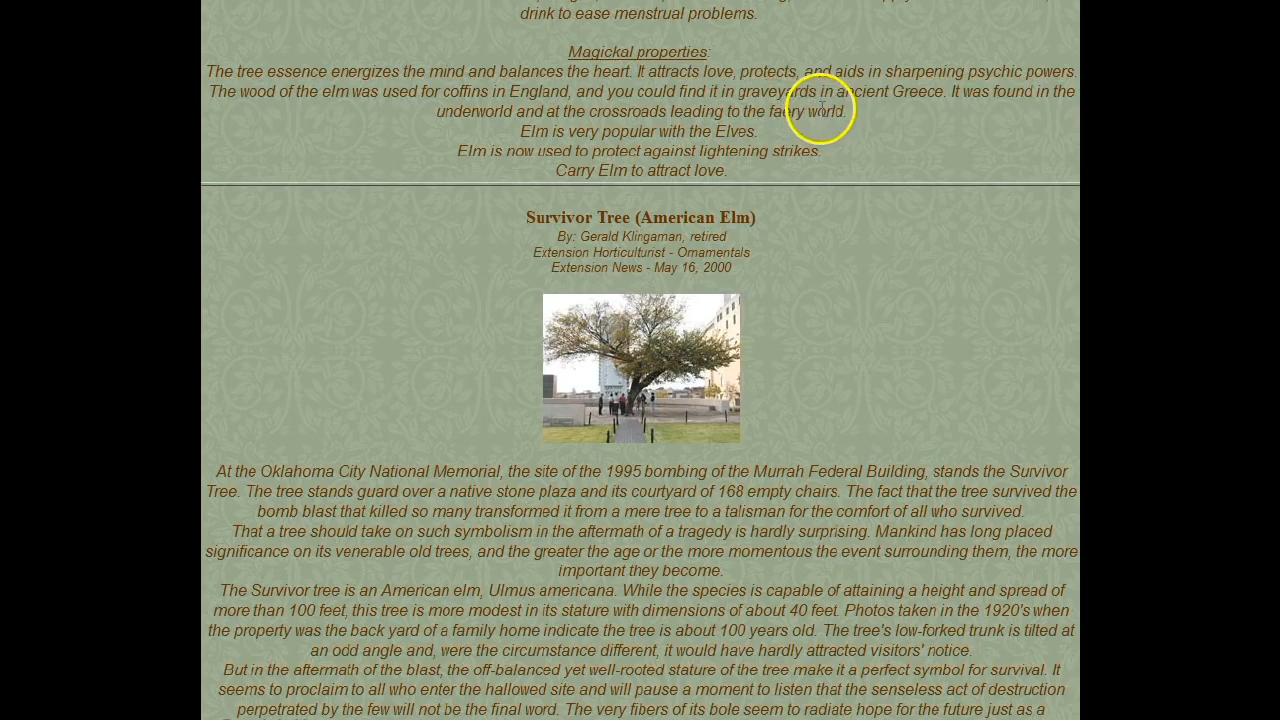 drink to ease menstrual problems.
Magickal properties:
The tree essence energizes the mind and balances the heart. It attracts love, protects, and aids in sharpening psychic powers.
The wood of the elm was used for coffins in England, and you could find it in graveyards in ancient Greece. It was found in the
underworld and at the crossroads leading to the faery world.
Elm is very popular with the Elves.
Elm is now used to protect against lightening strikes.
Carry Elm to attract love.
Survivor Tree (American Elm)
By: Gerald Klingaman, retired
Extension Horticulturist - Ornamentals
Extension News - May 16, 2000
At the Oklahoma City National Memorial, the site of the 1995 bombing of the Murrah Federal Building, stands the Survivor
Tree. The tree stands guard over a native stone plaza and its courtyard of 168 empty chairs. The fact that the tree survived the
bomb blast that killed so many transformed it from a mere tree to a talisman for the comfort of all who survived.
That a tree should take on such symbolism in the aftermath of a tragedy is hardly surprising. Mankind has long placed
significance on its venerable old trees, and the greater the age or the more momentous the event surrounding them, the more
important they become.
The Survivor tree is an American elm, Ulmus americana. While the species is capable of attaining a height and spread of
more than 100 feet, this tree is more modest in its stature with dimensions of about 40 feet. Photos taken in the 1920's when
the property was the back yard of a family home indicate the tree is about 100 years old. The tree's low-forked trunk is tilted at
an odd angle and, were the circumstance different, it would have hardly attracted visitors' notice.
But in the aftermath of the blast, the off-balanced yet well-rooted stature of the tree make it a perfect symbol for survival. It
seems to proclaim to all who enter the hallowed site and will pause a moment to listen that the senseless act of destruction
perpetrated by the few will not be the final word. The very fibers of its bole seem to radiate hope for the future just as a